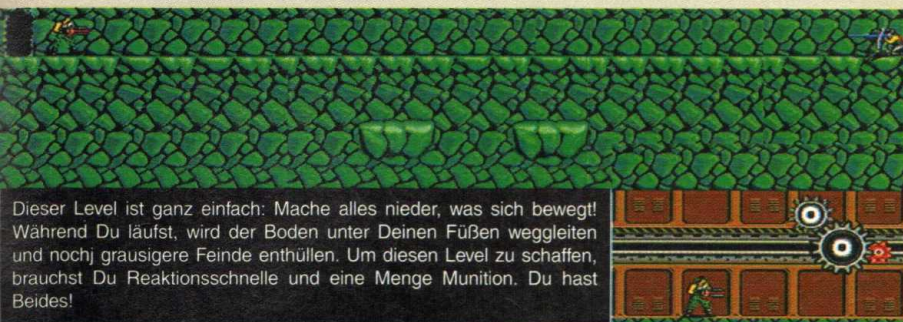 Dieser Level ist ganz einfach: Mache alles nieder, was sich bewegt!
Während Du läufst, wird der Boden unter Deinen Füßen weggleiten
und nochj grausigere Feinde enthüllen. Um diesen Level zu schaffen,
brauchst Du Reaktionsschnelle und eine Menge Munition. Du hast
Beides!